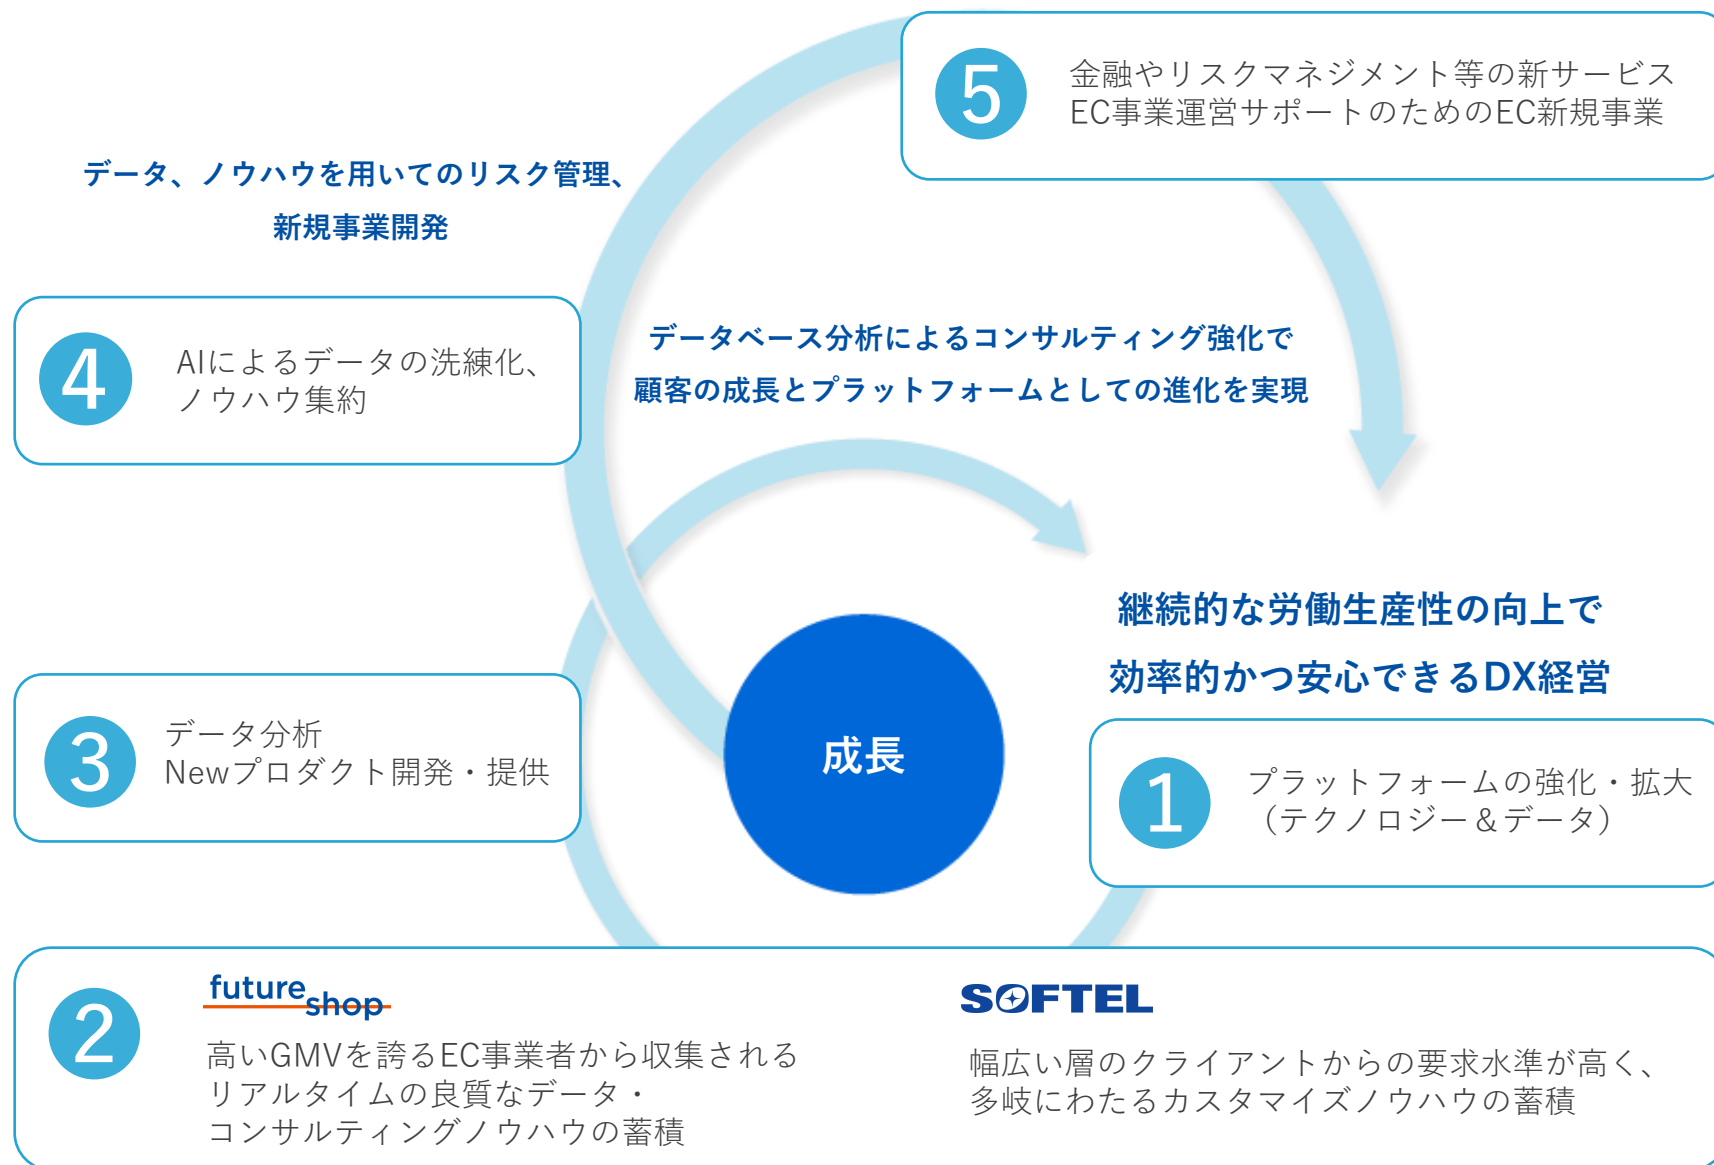 5
金融やリスクマネジメント等の新サービス
EC事業運営サポートのためのEC新規事業
データ、ノウハウを用いてのリスク管理、
新規事業開発
4
AIによるデータの洗練化、
ノウハウ集約
データベース分析によるコンサルティング強化で
顧客の成長とプラットフォームとしての進化を実現
継続的な労働生産性の向上で
効率的かつ安心できるDX経営
3
データ分析
Newプロダクト開発・提供
成長
1
プラットフォームの強化・拡大
（テクノロジー＆データ）
2
future
shop
高いGMVを誇るEC事業者から収集される
リアルタイムの良質なデータ・
コンサルティングノウハウの蓄積
SOFTEL
幅広い層のクライアントからの要求水準が高く、
多岐にわたるカスタマイズノウハウの蓄積